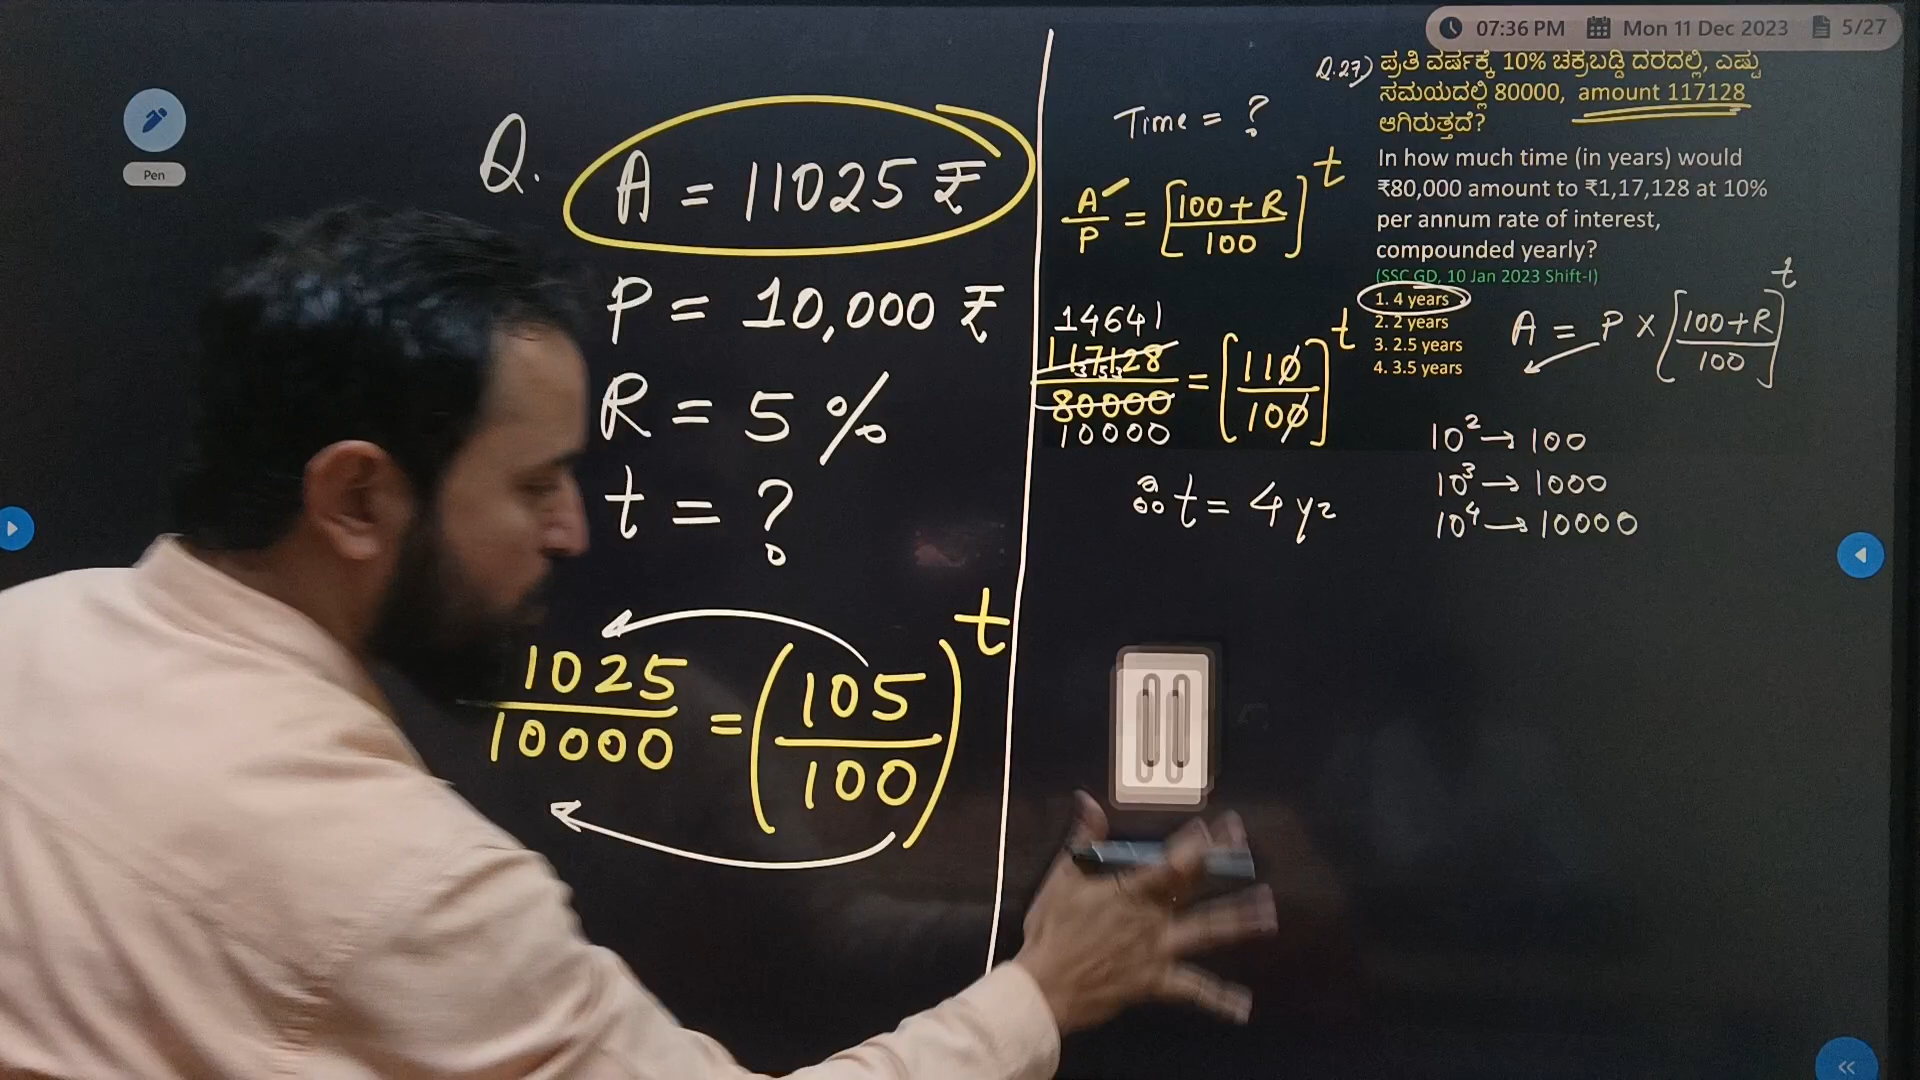 07:36 PM Mon 11 Dec 2023 5/27
Pen
Q.
A = 11025 ₹
P = 10,000 ₹
R = 5 %
t = ?
1025/10000 = (105/100)^t
Time = ?
A/P = [100+R/100]^t
14641
117128/80000 = [110/100]^t
10000
∴ t = 4 yr
Q.27) ಪ್ರತಿ ವರ್ಷಕ್ಕೆ 10% ಚಕ್ರಬಡ್ಡಿ ದರದಲ್ಲಿ, ಎಷ್ಟು
ಸಮಯದಲ್ಲಿ 80000, amount 117128
ಆಗಿರುತ್ತದೆ?
In how much time (in years) would
₹80,000 amount to ₹1,17,128 at 10%
per annum rate of interest,
compounded yearly?
(SSC GD, 10 Jan 2023 Shift-I)
1. 4 years
2. 2 years
3. 2.5 years
4. 3.5 years
A = P × [100+R/100]^t
10² → 100
10³ → 1000
10⁴ → 10000